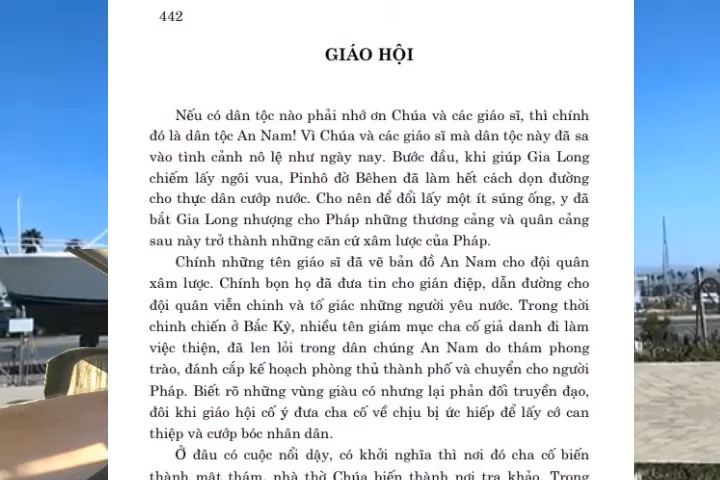 442
GIÁO HỘI
Nếu có dân tộc nào phải nhớ ơn Chúa và các giáo sĩ, thì chính
đó là dân tộc An Nam! Vì Chúa và các giáo sĩ mà dân tộc này đã sa
vào tình cảnh nô lệ như ngày nay. Bước đầu, khi giúp Gia Long
chiếm lấy ngôi vua, Pinhô đờ Bêhen đã làm hết cách dọn đường
cho thực dân cướp nước. Cho nên để đổi lấy một ít súng ống, y đã
bắt Gia Long nhượng cho Pháp những thương cảng và quân cảng
sau này trở thành những căn cứ xâm lược của Pháp.
Chính những tên giáo sĩ đã vẽ bản đồ An Nam cho đội quân
xâm lược. Chính bọn họ đã đưa tin cho gián điệp, dẫn đường cho
đội quân viễn chinh và tố giác những người yêu nước. Trong thời
chinh chiến ở Bắc Kỳ, nhiều tên giám mục cha cố giả danh đi làm
việc thiện, đã len lỏi trong dân chúng An Nam do thám phong
trào, đánh cắp kế hoạch phòng thủ thành phố và chuyển cho người
Pháp. Biết rõ những vùng giàu có nhưng lại phản đối truyền đạo,
đôi khi giáo hội cố ý đưa cha cố về chịu bị ức hiếp để lấy cớ can
thiệp và cướp bóc nhân dân.
Ở đâu có cuộc nổi dậy, có khởi nghĩa thì nơi đó cha cố biến
thành mật thám, nhà thờ Chúa biến thành nơi tra khảo. Trong